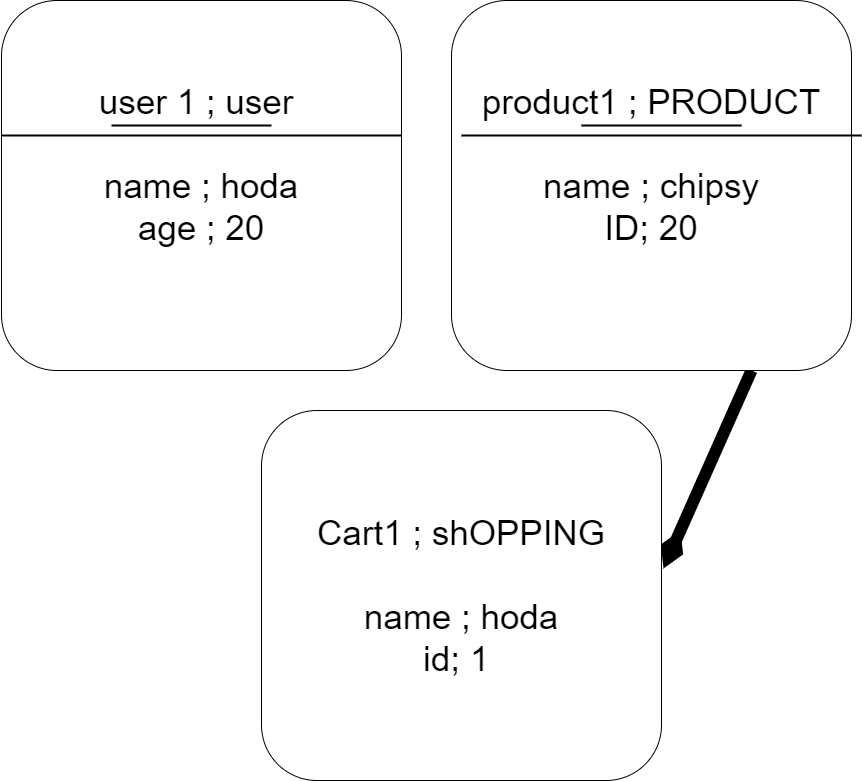 user 1 ; user
name ; hoda
age ; 20
product1 ; PRODUCT
name ; chipsy
ID; 20
Cart1 ; shOPPING
name ; hoda
id; 1